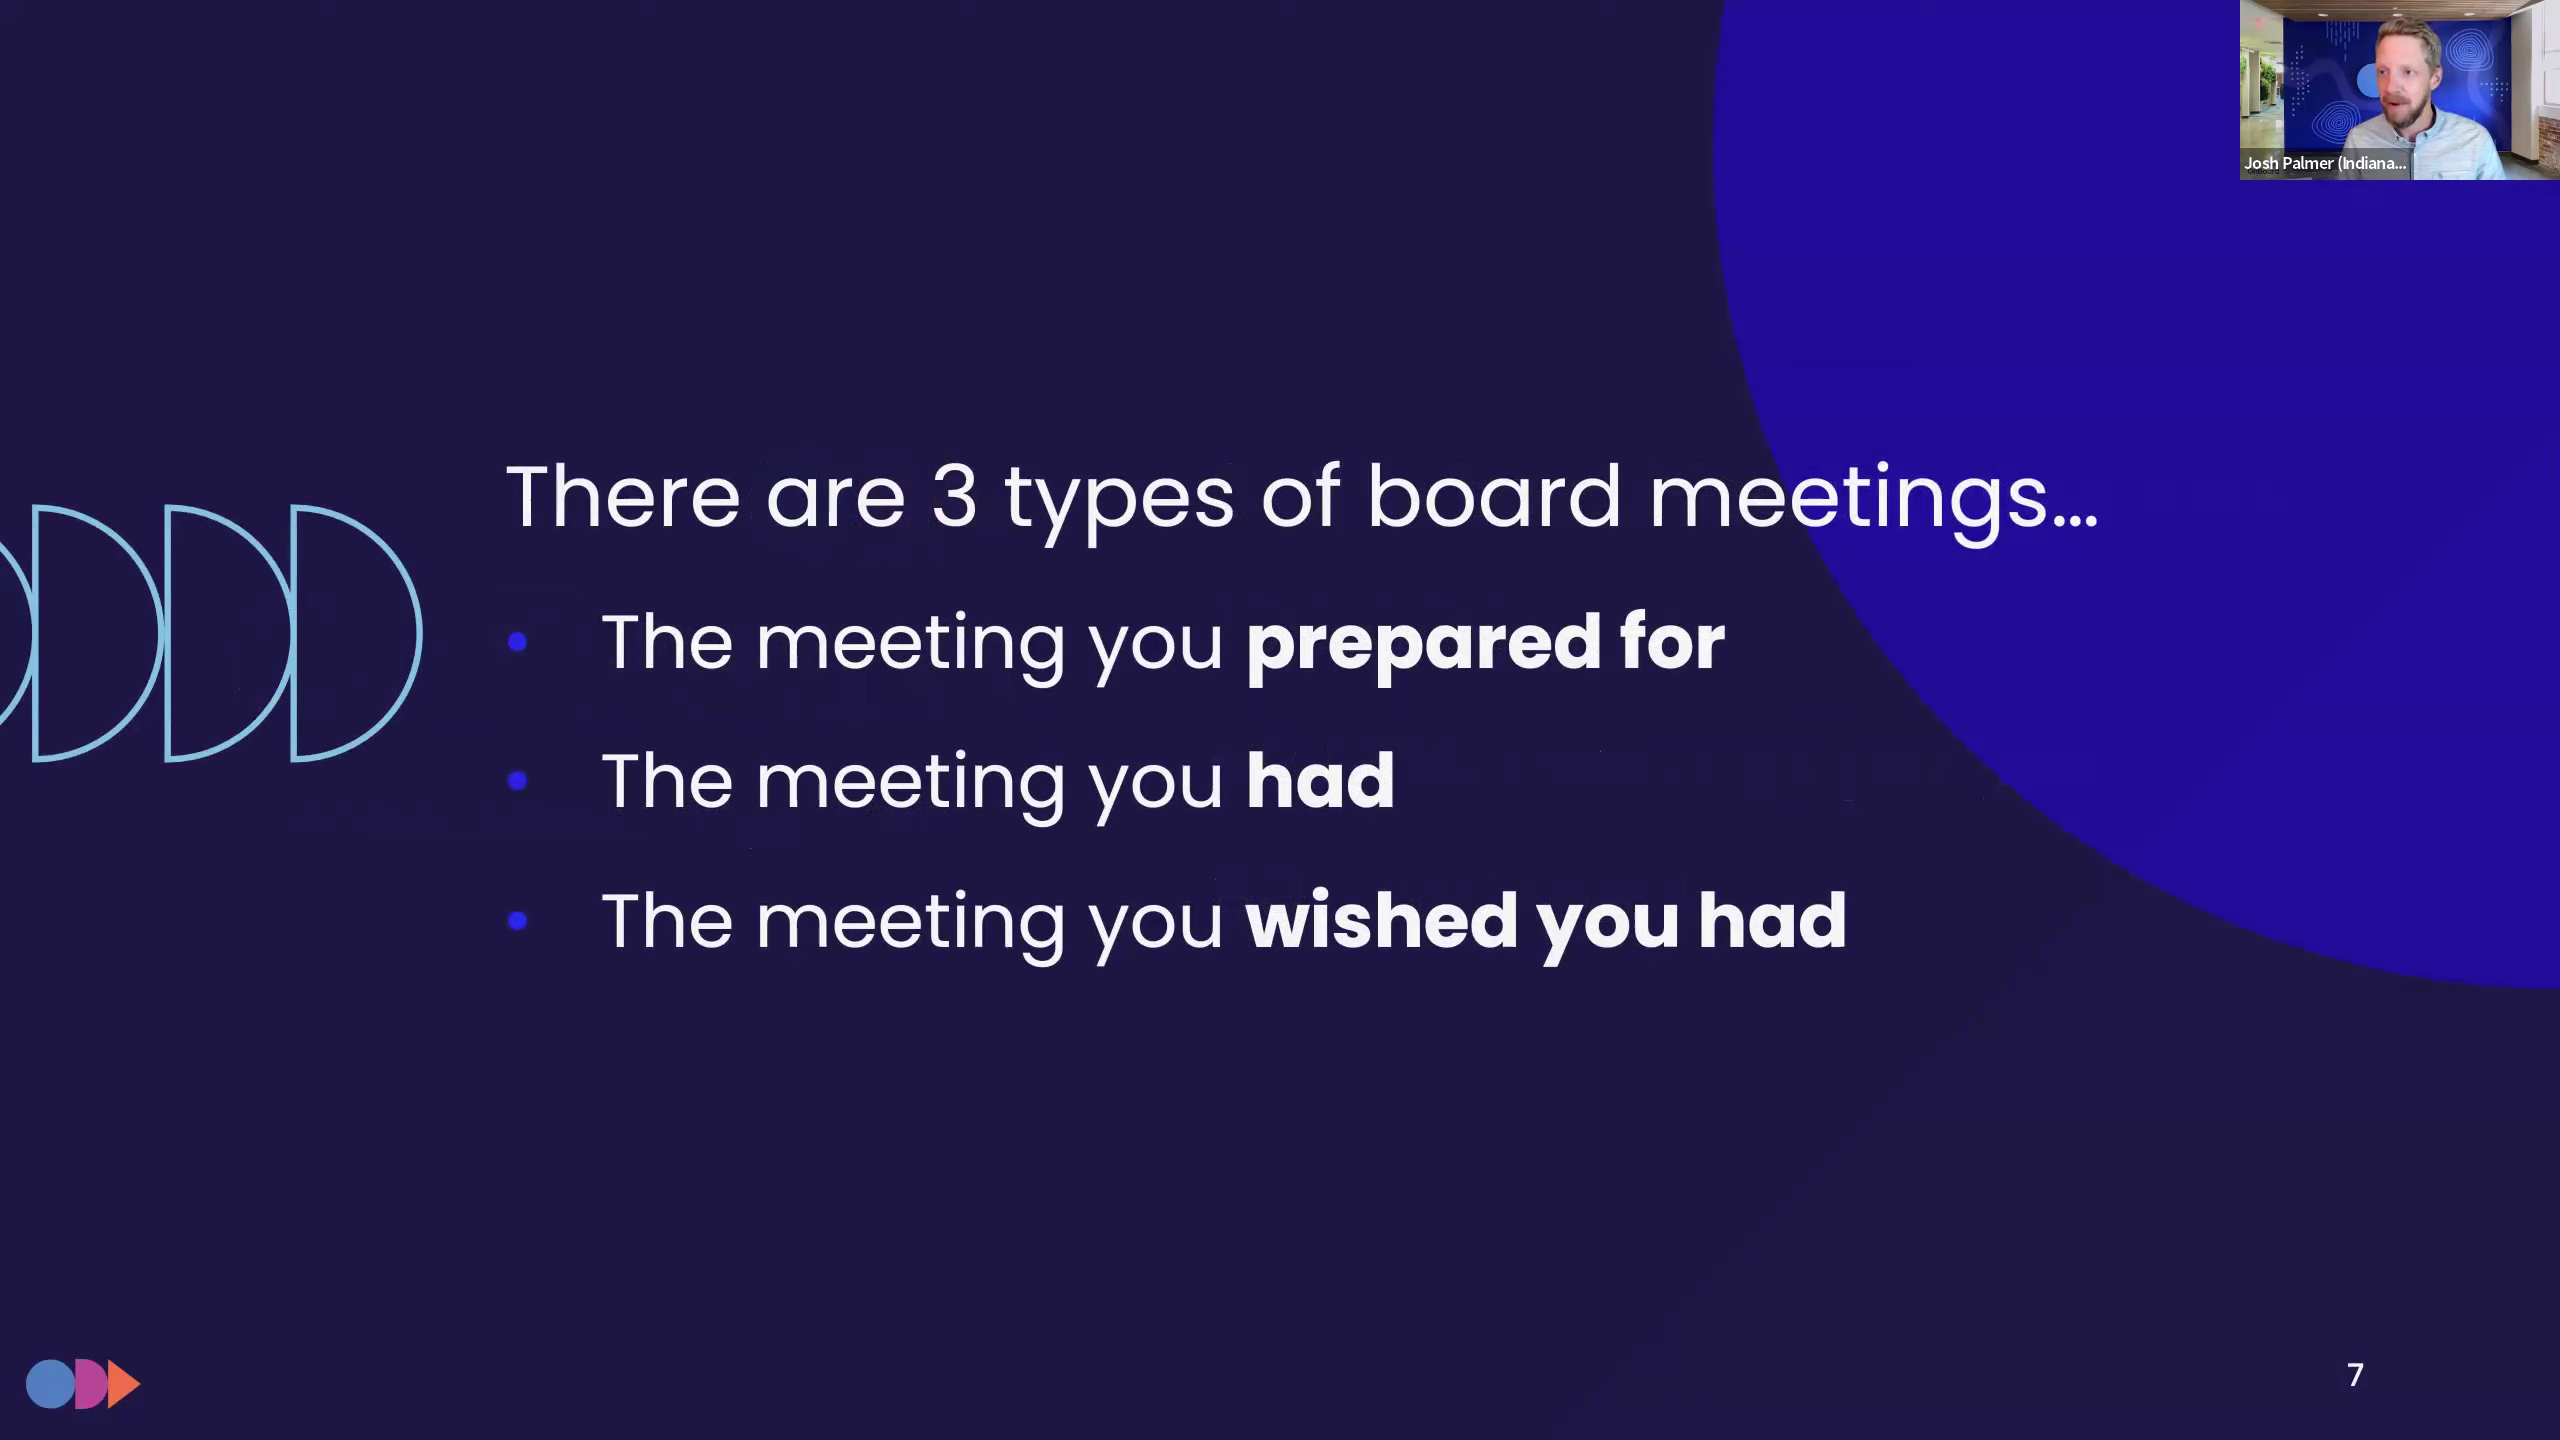 Josh Palmer (Indiana...
There are 3 types of board meetings...
• The meeting you prepared for
• The meeting you had
• The meeting you wished you had
7